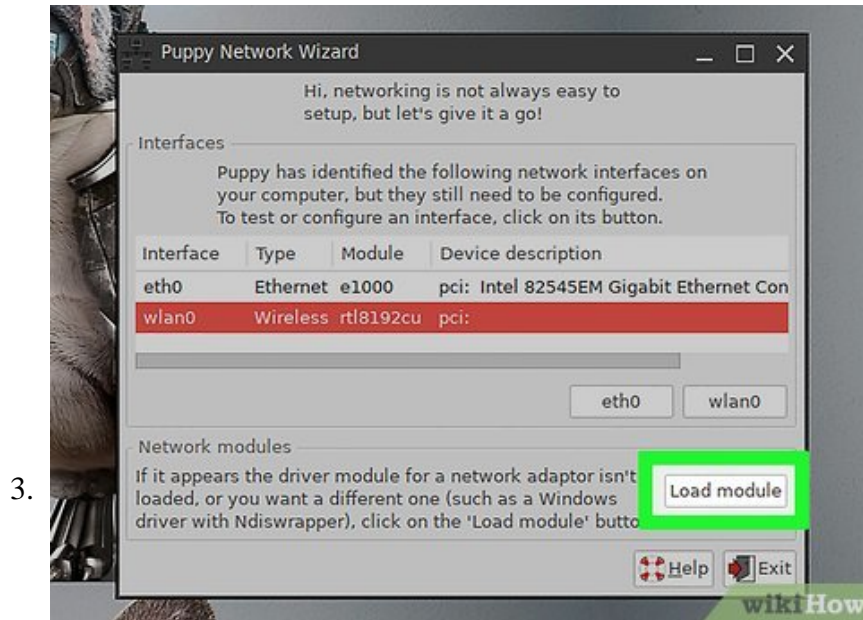 Puppy Network Wizard
Hi, networking is not always easy to
setup, but let's give it a go!
Interfaces
Puppy has identified the following network interfaces on
your computer, but they still need to be configured.
To test or configure an interface, click on its button.
Interface Type Module Device description
eth0 Ethernet e1000 pci: Intel 82545EM Gigabit Ethernet Con
wlan0 Wireless rtl8192cu pci:
eth0 wlan0
Network modules
If it appears the driver module for a network adaptor isn't
loaded, or you want a different one (such as a Windows
driver with Ndiswrapper), click on the 'Load module' butto
Load module
3.
Help Exit
wikiHow